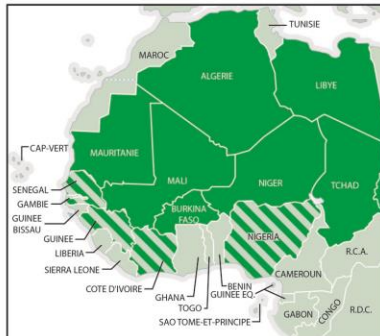 TUNISIE
MAROC
ALGERIE
LIBYE
CAP-VERT
MAURITANIE
MALI
NIGER
TCHAD
SENEGAL
GAMBIE
GUINEE
BISSAU
GUINEE
LIBERIA
SIERRA LEONE
COTE D'IVOIRE
BURKINA
FASO
GHANA
TOGO
BENIN
NIGERIA
GUINEE EQ.
SAO TOME-ET-PRINCIPE
CAMEROUN
R.C.A.
GABON
CONGO
R.D.C.